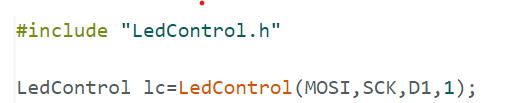 #include "LedControl.h"
LedControl lc=LedControl(MOSI,SCK,D1,1);